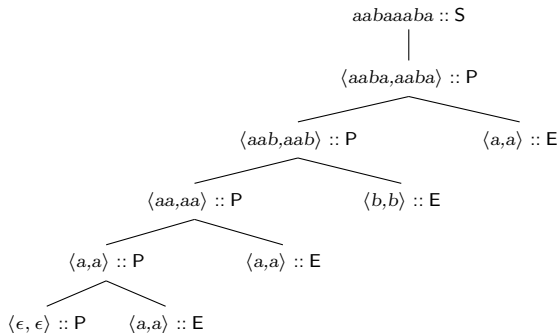 aabaaaba :: S
⟨aaba,aaba⟩ :: P
⟨aab,aab⟩ :: P ⟨a,a⟩ :: E
⟨aa,aa⟩ :: P ⟨b,b⟩ :: E
⟨a,a⟩ :: P ⟨a,a⟩ :: E
⟨ϵ, ϵ⟩ :: P ⟨a,a⟩ :: E